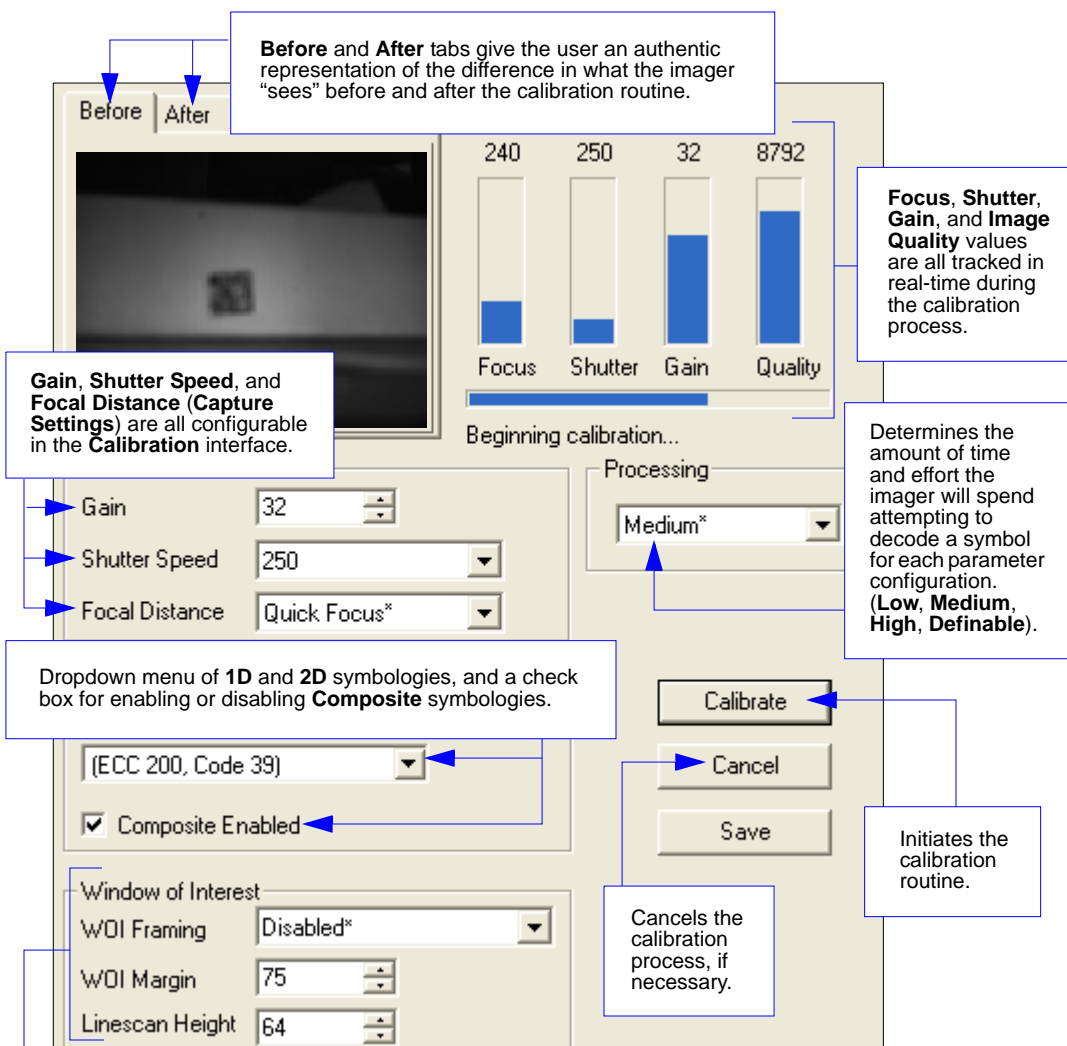 Before and After tabs give the user an authentic
representation of the difference in what the imager
“sees” before and after the calibration routine.
Before
After
240
250
32
8792
Focus
Shutter
Gain
Quality
Beginning calibration...
Focus, Shutter,
Gain, and Image
Quality values
are all tracked in
real-time during
the calibration
process.
Gain, Shutter Speed, and
Focal Distance (Capture
Settings) are all configurable
in the Calibration interface.
Gain
32
Shutter Speed
250
Focal Distance
Quick Focus*
Processing
Medium*
Determines the
amount of time
and effort the
imager will spend
attempting to
decode a symbol
for each parameter
configuration.
(Low, Medium,
High, Definable).
Dropdown menu of 1D and 2D symbologies, and a check
box for enabling or disabling Composite symbologies.
(ECC 200, Code 39)
Composite Enabled
Calibrate
Cancel
Save
Initiates the
calibration
routine.
Cancels the
calibration
process, if
necessary.
Window of Interest
WOI Framing
Disabled*
WOI Margin
75
Linescan Height
64